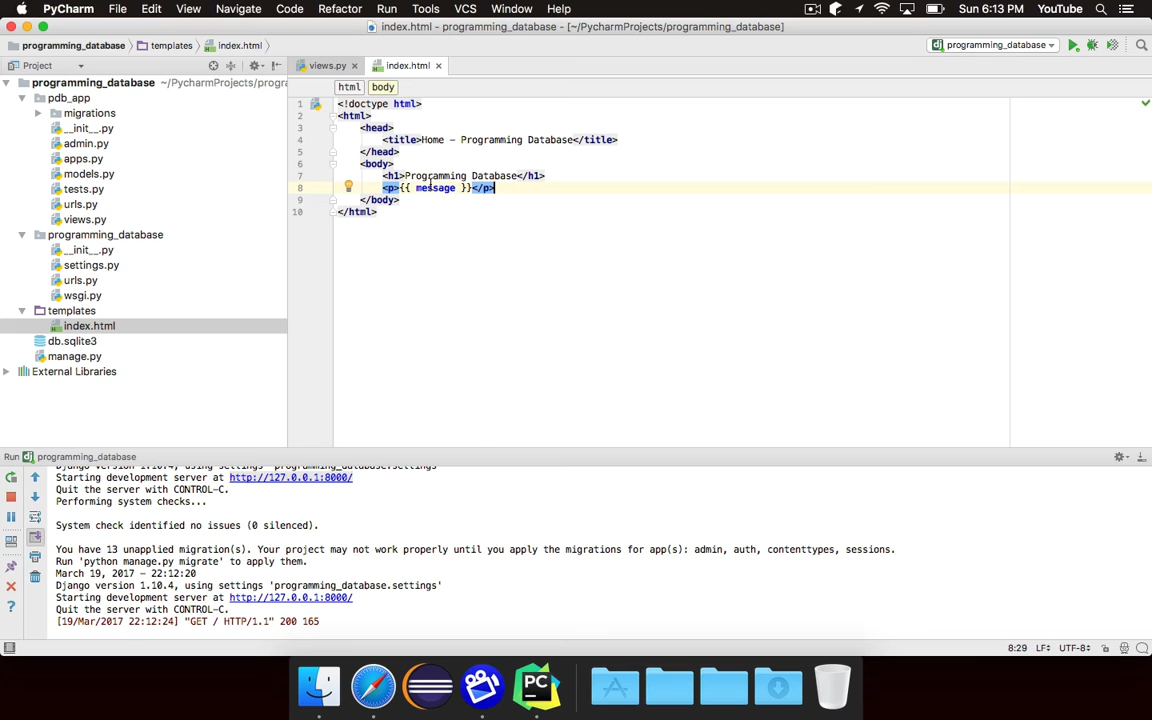 PyCharm File Edit View Navigate Code Refactor Run Tools VCS Window Help Sun 6:13 PM YouTube
index.html - programming_database - [~/PycharmProjects/programming_database]
programming_database templates index.html programming_database
Project views.py index.html
programming_database ~/PycharmProjects/progra
html body
pdb_app
migrations
__init__.py
admin.py
apps.py
models.py
tests.py
urls.py
views.py
programming_database
__init__.py
settings.py
urls.py
wsgi.py
templates
index.html
db.sqlite3
manage.py
External Libraries
1 <!doctype html>
2 <html>
3 <head>
4 <title>Home - Programming Database</title>
5 </head>
6 <body>
7 <h1>Programming Database</h1>
8 <p>{{ message }}</p>
9 </body>
10 </html>
Run dj programming_database
Starting development server at http://127.0.0.1:8000/
Quit the server with CONTROL-C.
Performing system checks...
System check identified no issues (0 silenced).
You have 13 unapplied migration(s). Your project may not work properly until you apply the migrations for app(s): admin, auth, contenttypes, sessions.
Run 'python manage.py migrate' to apply them.
March 19, 2017 - 22:12:20
Django version 1.10.4, using settings 'programming_database.settings'
Starting development server at http://127.0.0.1:8000/
Quit the server with CONTROL-C.
[19/Mar/2017 22:12:24] "GET / HTTP/1.1" 200 165
8:29 LF÷ UTF-8÷
PC